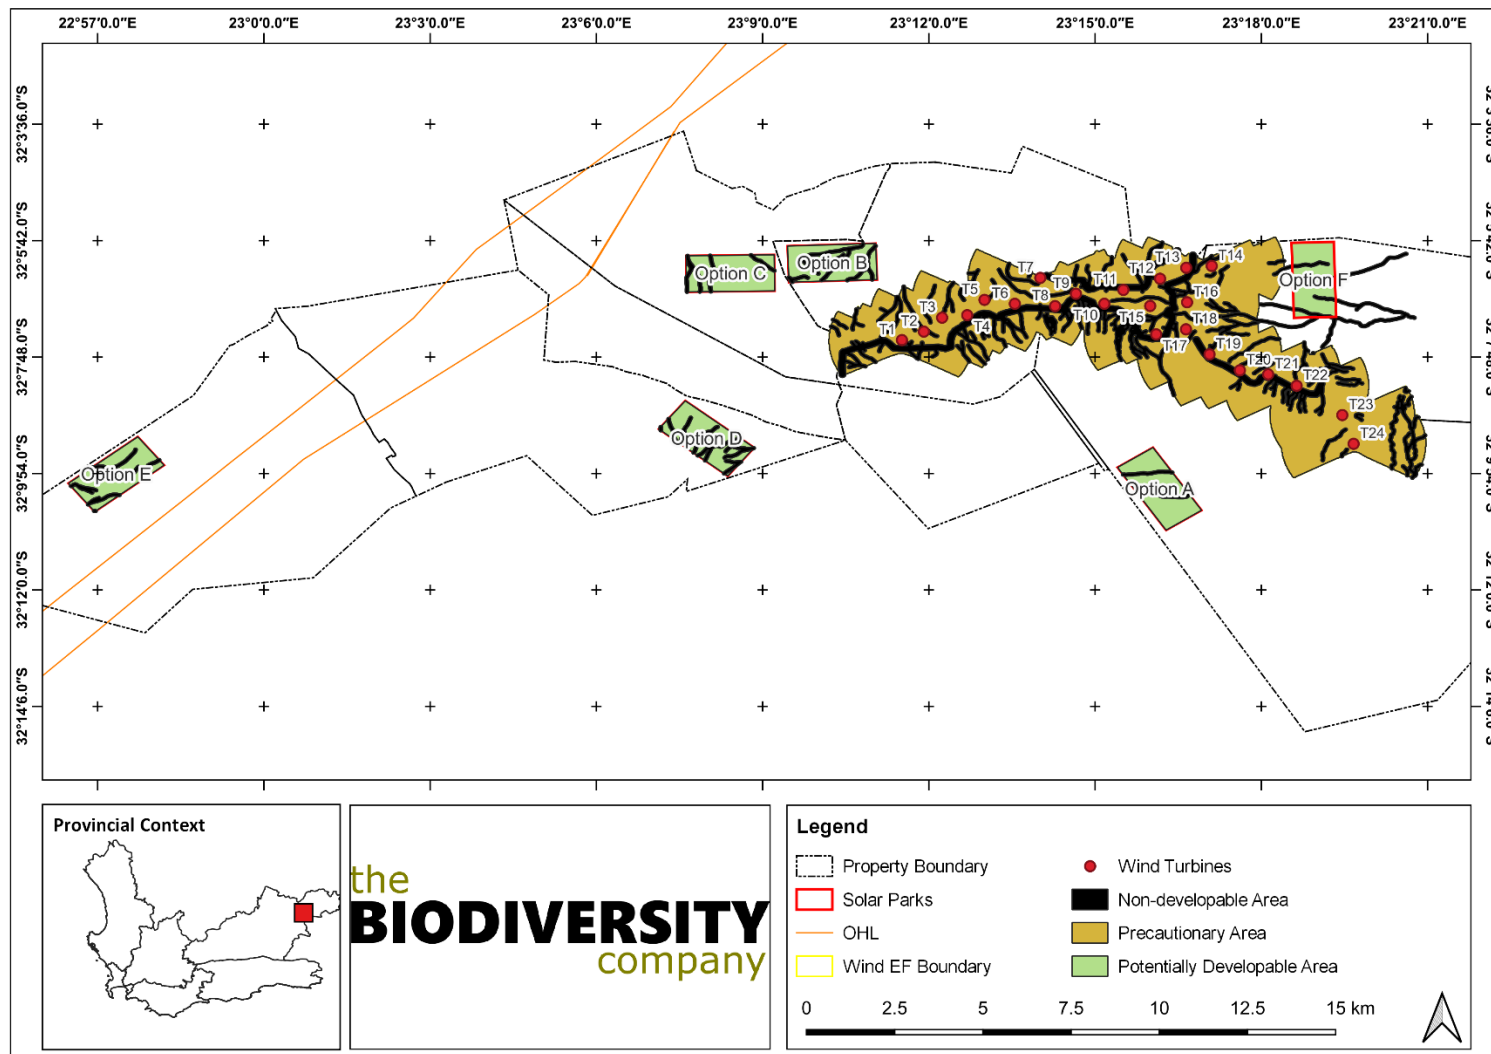 22°57'0.0"E 23°0'0.0"E 23°3'0.0"E 23°6'0.0"E 23°9'0.0"E 23°12'0.0"E 23°15'0.0"E 23°18'0.0"E 23°21'0.0"E
32°3'36.0"S
32°5'42.0"S
32°7'48.0"S
32°9'54.0"S
32°12'0.0"S
32°14'6.0"S
Option A
Option B
Option C
Option D
Option E
Option F
T1
T2
T3
T4
T5
T6
T7
T8
T9
T10
T11
T12
T13
T14
T15
T16
T17
T18
T19
T20
T21
T22
T23
T24
Provincial Context
the
BIODIVERSITY
company
Legend
Property Boundary
Solar Parks
OHL
Wind EF Boundary
Wind Turbines
Non-developable Area
Precautionary Area
Potentially Developable Area
0 2.5 5 7.5 10 12.5 15 km